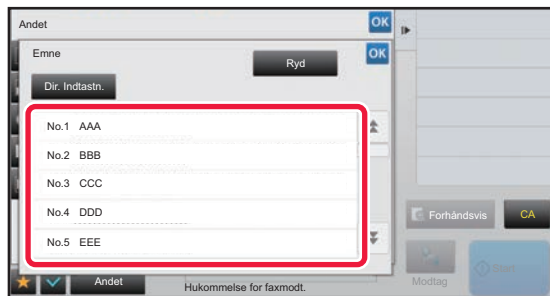 Andet OK
Emne Ryd OK
Dir. Indtastn.
No.1 AAA
No.2 BBB
No.3 CCC
No.4 DDD
No.5 EEE
Forhåndsvis CA
Andet
Hukommelse for faxmodt.
Modtag Start